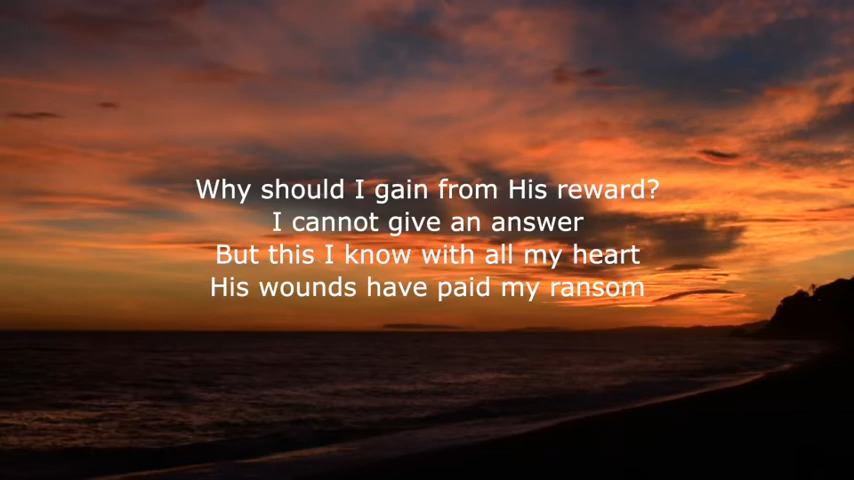 Why should I gain from His reward?
I cannot give an answer
But this I know with all my heart
His wounds have paid my ransom